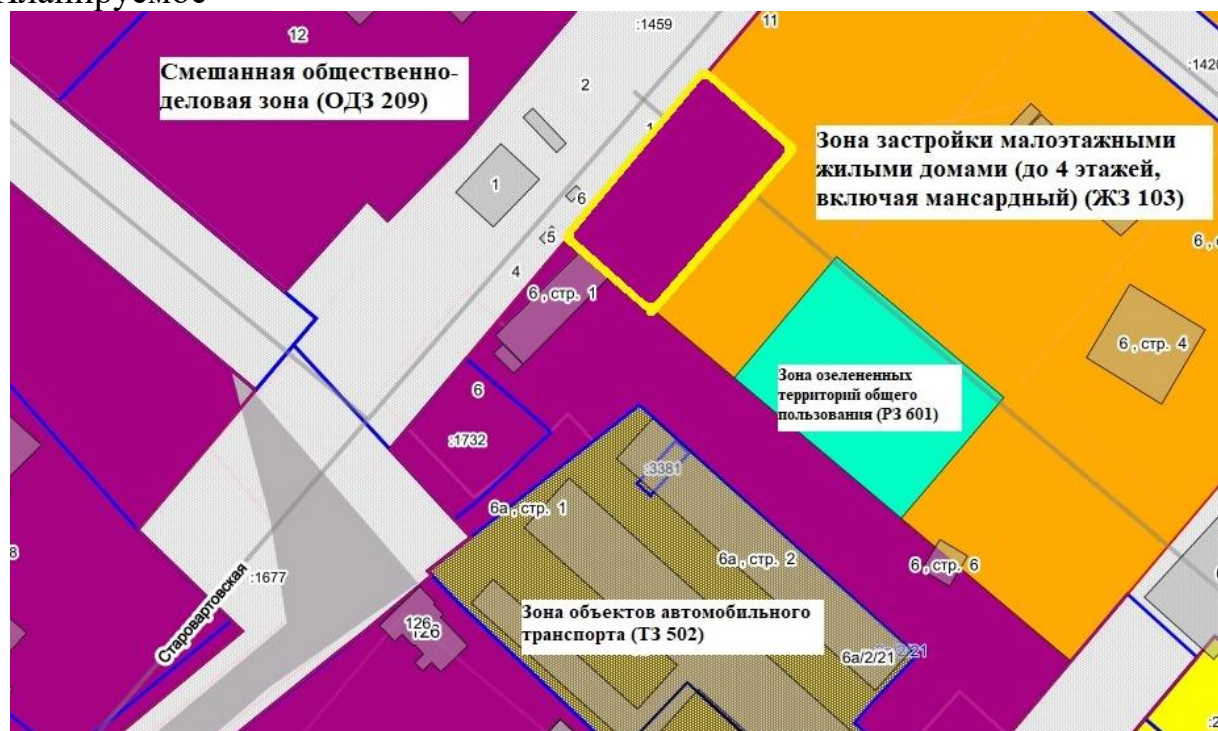 Планируемое
12
:1459
11
Смешанная общественно-
деловая зона (ОДЗ 209)
2
:1420
Зона застройки малоэтажными
жилыми домами (до 4 этажей,
включая мансардный) (ЖЗ 103)
1
6
5
4
6 , стр. 1
6 , стр. 4
Зона озелененных
территорий общего
пользования (РЗ 601)
6
:1732
:3381
6а , стр. 1
6а , стр. 2
6 , стр. 6
:1677
Старовартовская
Зона объектов автомобильного
транспорта (ТЗ 502)
126
126
6а/2/21